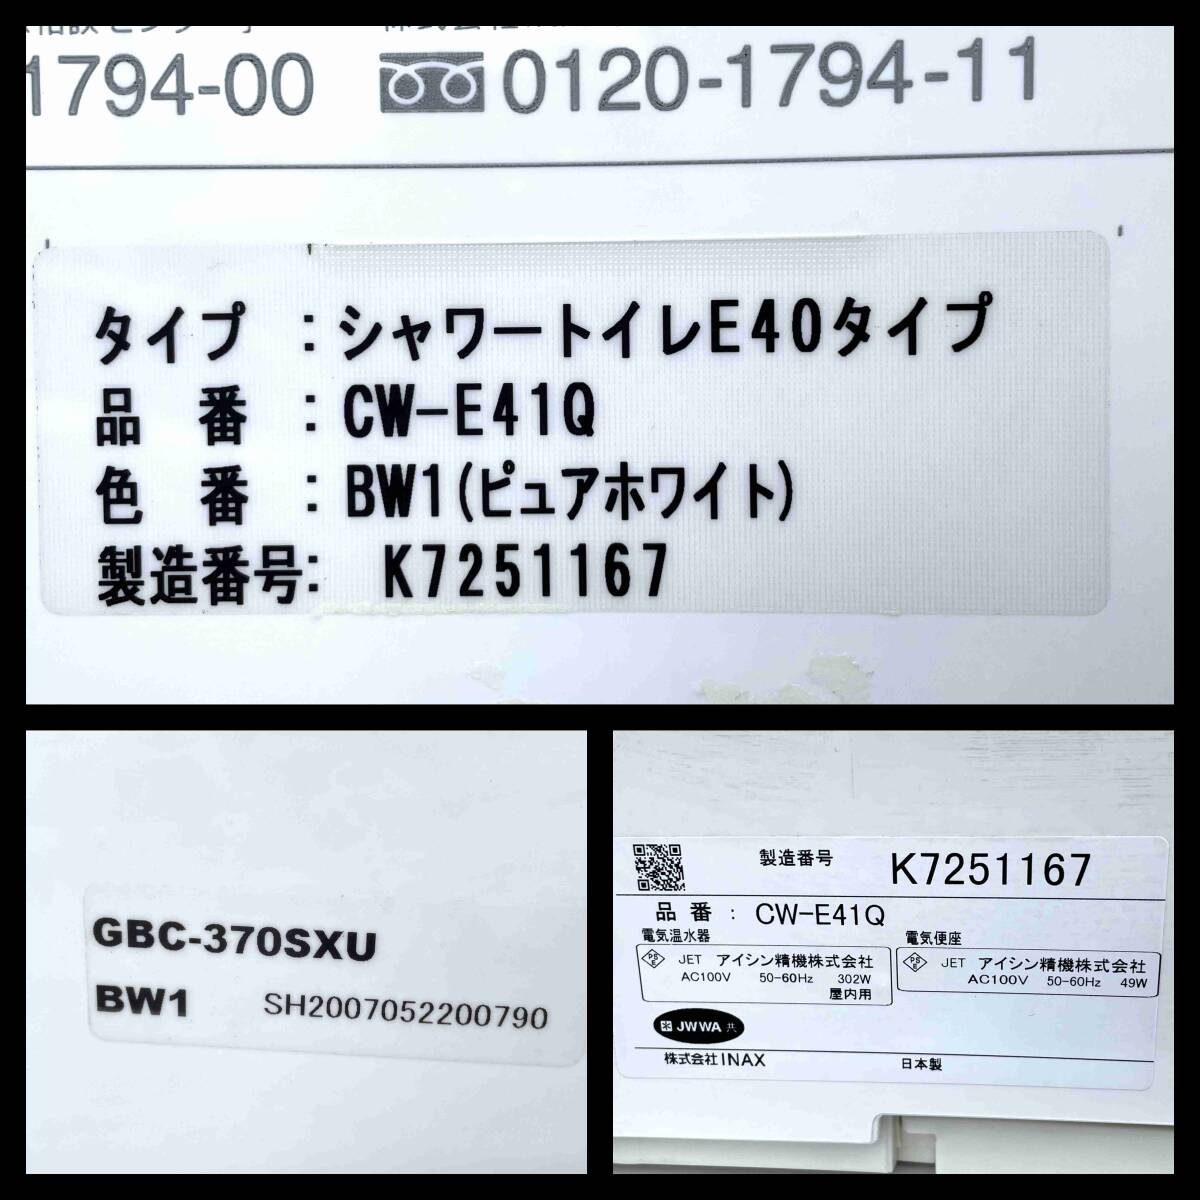 1794-00 0120-1794-11
タイプ : シャワートイレE40タイプ
品 番 : CW-E41Q
色 番 : BW1(ピュアホワイト)
製造番号: K7251167
GBC-370SXU
BW1 SH2007052200790
製造番号 K7251167
品 番 : CW-E41Q
電気温水器
PSE JET アイシン精機株式会社
AC100V 50-60Hz 302W
屋内用
電気便座
PSE JET アイシン精機株式会社
AC100V 50-60Hz 49W
JWWA 共
株式会社INAX 日本製